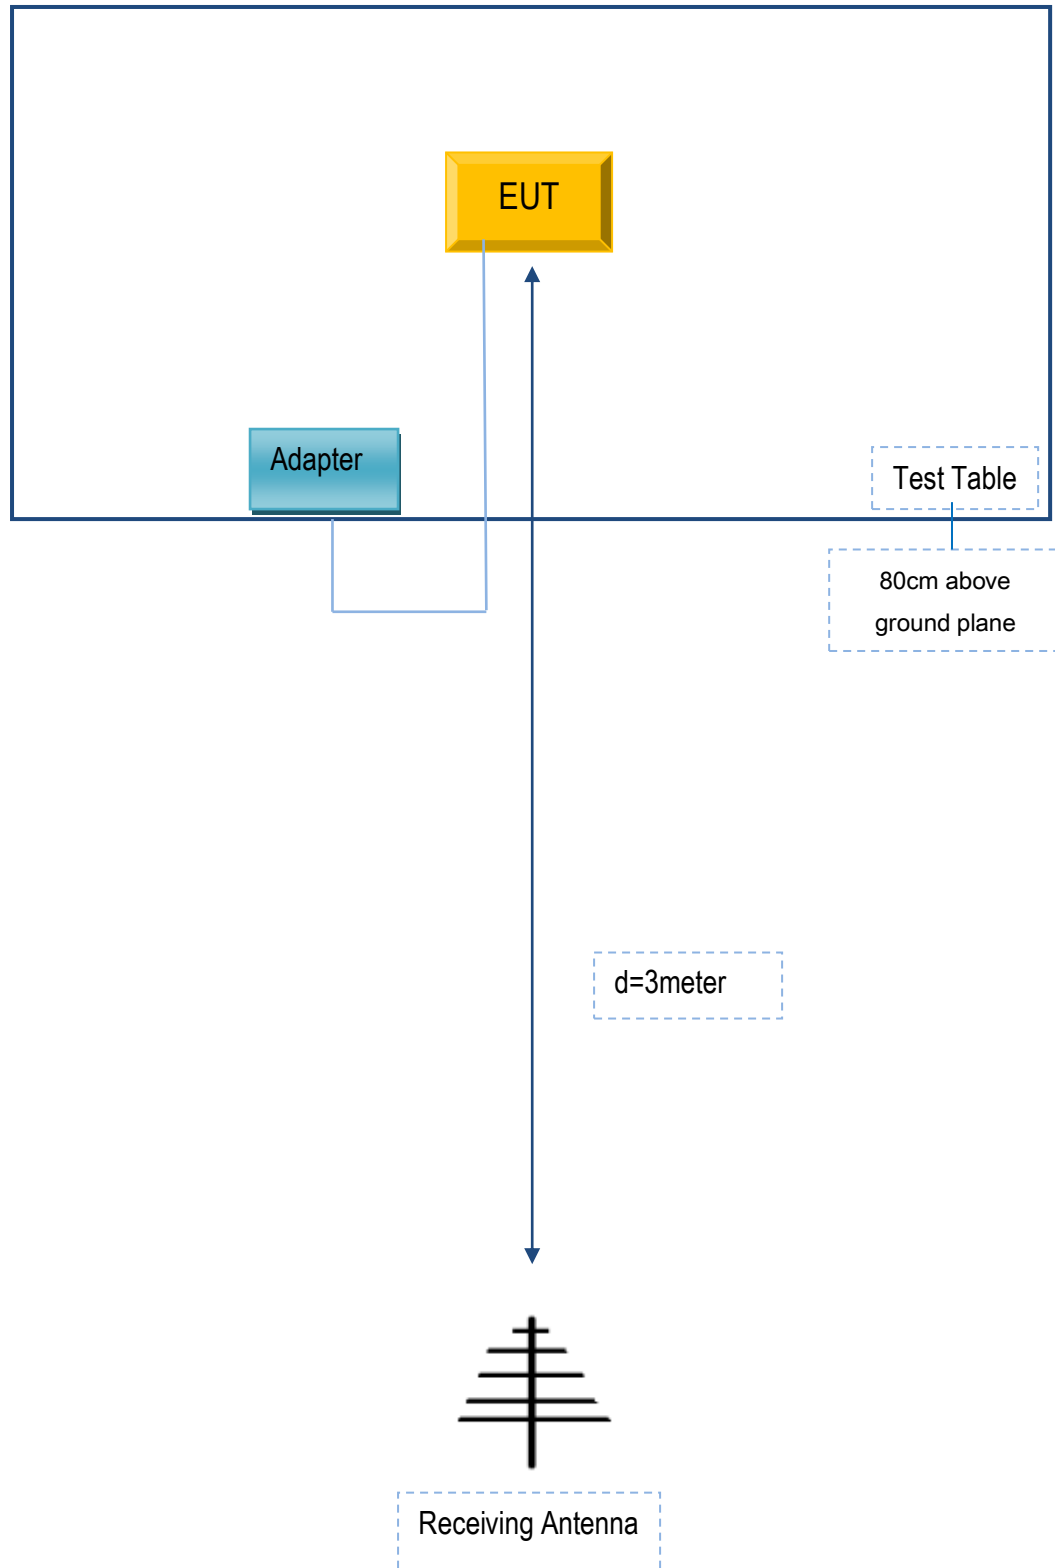 EUT
Adapter
Test Table
80cm above
ground plane
d=3meter
Receiving Antenna